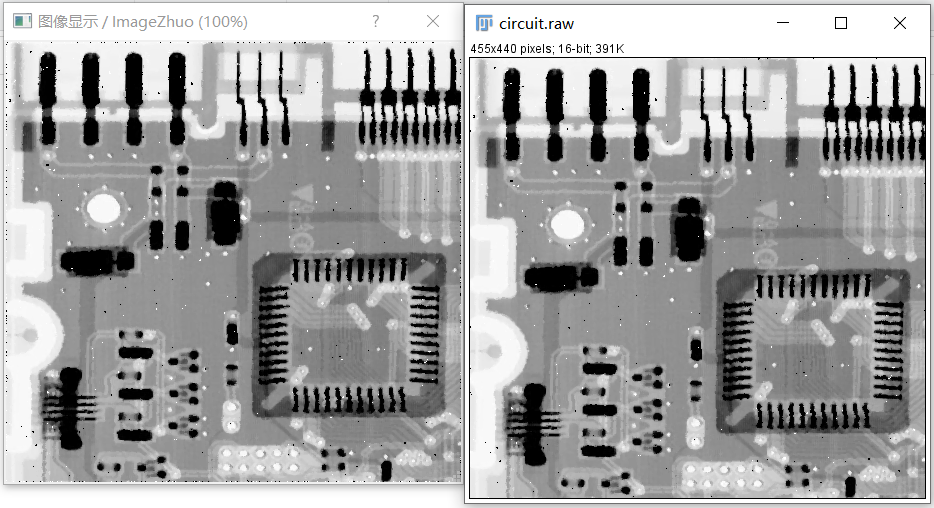 图像显示 / ImageZhuo (100%)
circuit.raw
455x440 pixels; 16-bit; 391K